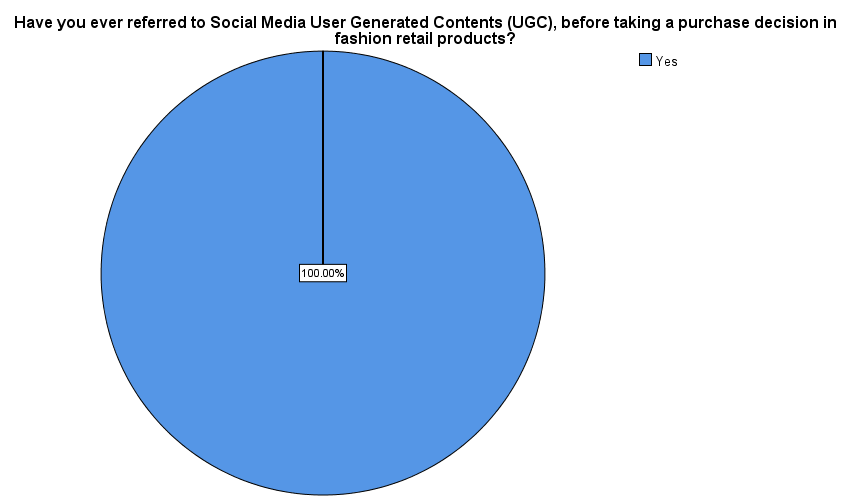 Have you ever referred to Social Media User Generated Contents (UGC), before taking a purchase decision in
fashion retail products?
Yes
100.00%